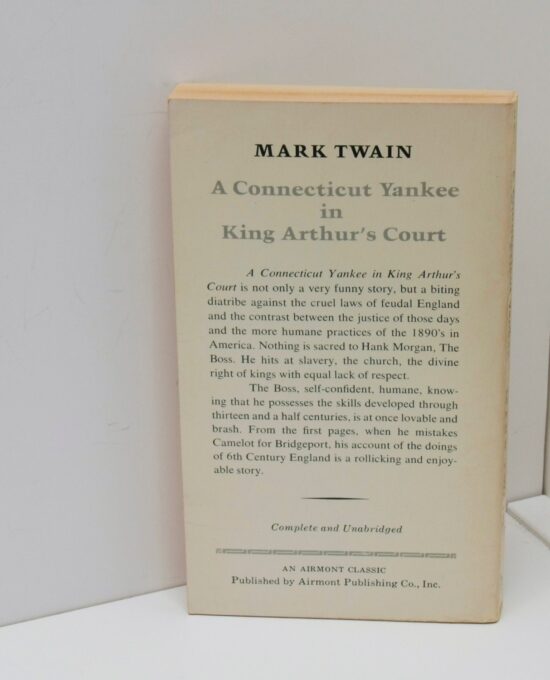 MARK TWAIN
A Connecticut Yankee
in
King Arthur's Court
A Connecticut Yankee in King Arthur's
Court is not only a very funny story, but a biting
diatribe against the cruel laws of feudal England
and the contrast between the justice of those days
and the more humane practices of the 1890's in
America. Nothing is sacred to Hank Morgan, The
Boss. He hits at slavery, the church, the divine
right of kings with equal lack of respect.
The Boss, self-confident, humane, know-
ing that he possesses the skills developed through
thirteen and a half centuries, is at once lovable and
brash. From the first pages, when he mistakes
Camelot for Bridgeport, his account of the doings
of 6th Century England is a rollicking and enjoy-
able story.
Complete and Unabridged
AN AIRMONT CLASSIC
Published by Airmont Publishing Co., Inc.